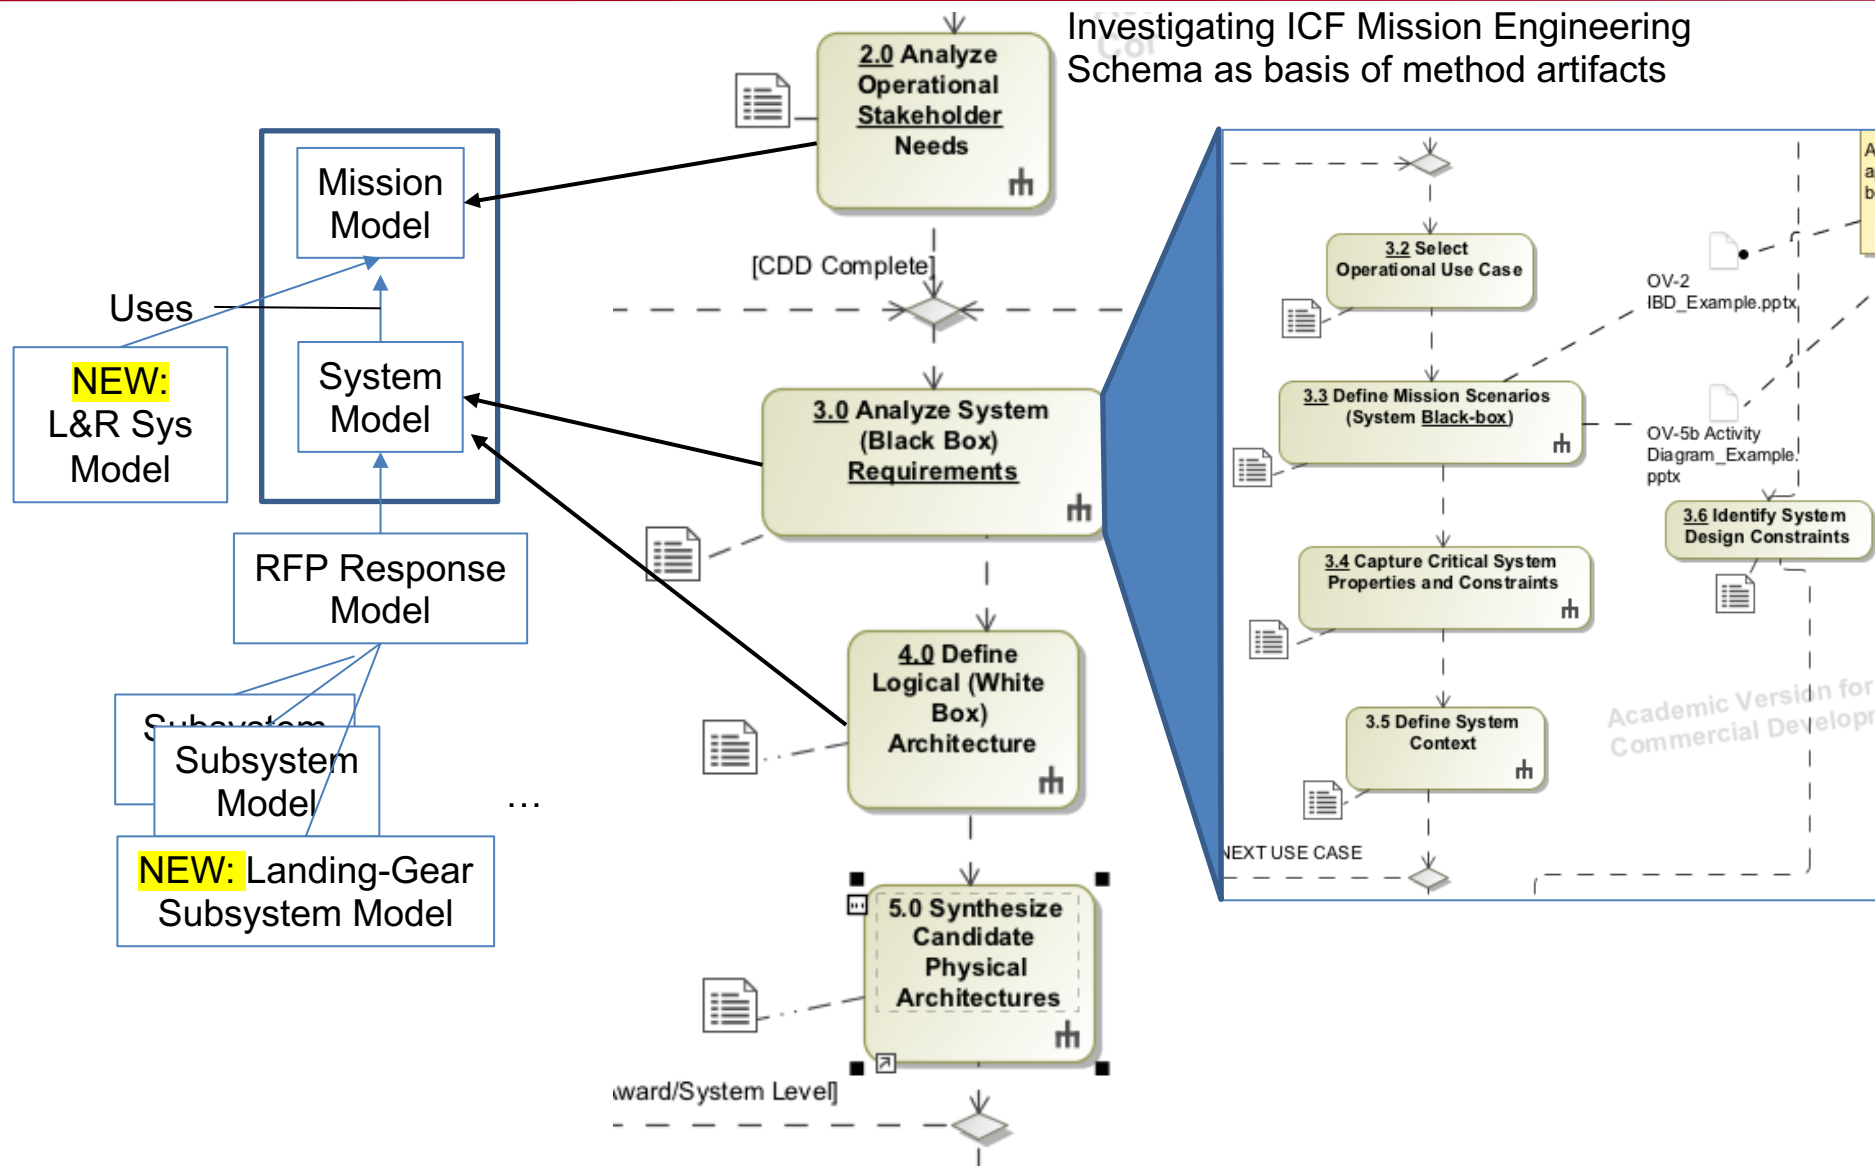 Investigating ICF Mission Engineering
Schema as basis of method artifacts
2.0 Analyze
Operational
Stakeholder
Needs
[CDD Complete]
3.0 Analyze System
(Black Box)
Requirements
4.0 Define
Logical (White
Box)
Architecture
5.0 Synthesize
Candidate
Physical
Architectures
ward/System Level]
Mission
Model
Uses
System
Model
NEW:
L&R Sys
Model
RFP Response
Model
Subsystem
Subsystem
Model
NEW: Landing-Gear
Subsystem Model
...
3.2 Select
Operational Use Case
OV-2
IBD_Example.pptx
3.3 Define Mission Scenarios
(System Black-box)
OV-5b Activity
Diagram_Example.
pptx
3.6 Identify System
Design Constraints
3.4 Capture Critical System
Properties and Constraints
3.5 Define System
Context
NEXT USE CASE
Academic Version for
Commercial